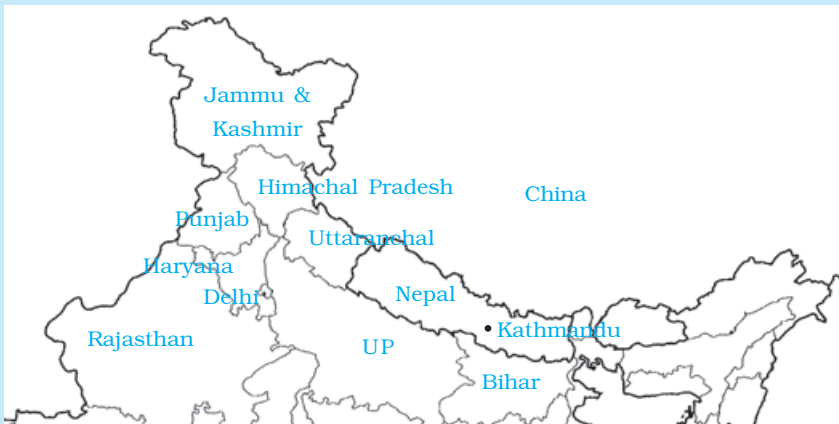 Jammu &
Kashmir
Himachal Pradesh
China
Punjab
Uttaranchal
Haryana
Delhi
Nepal
Kathmandu
Rajasthan
UP
Bihar